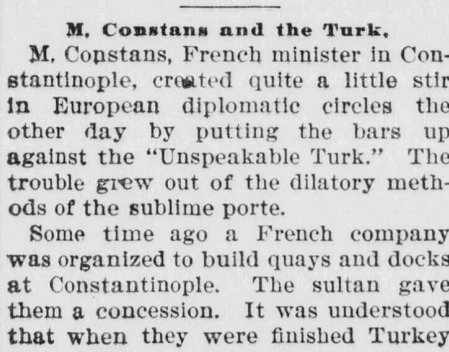 M. Constans and the Turk.
M. Constans, French minister in Con-
stantinople, created quite a little stir
in European diplomatic circles the
other day by putting the bars up
against the "Unspeakable Turk." The
trouble grew out of the dilatory meth-
ods of the sublime porte.
Some time ago a French company
was organized to build quays and docks
at Constantinople. The sultan gave
them a concession. It was understood
that when they were finished Turkey